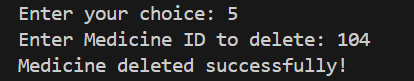 Enter your choice: 5
Enter Medicine ID to delete: 104
Medicine deleted successfully!